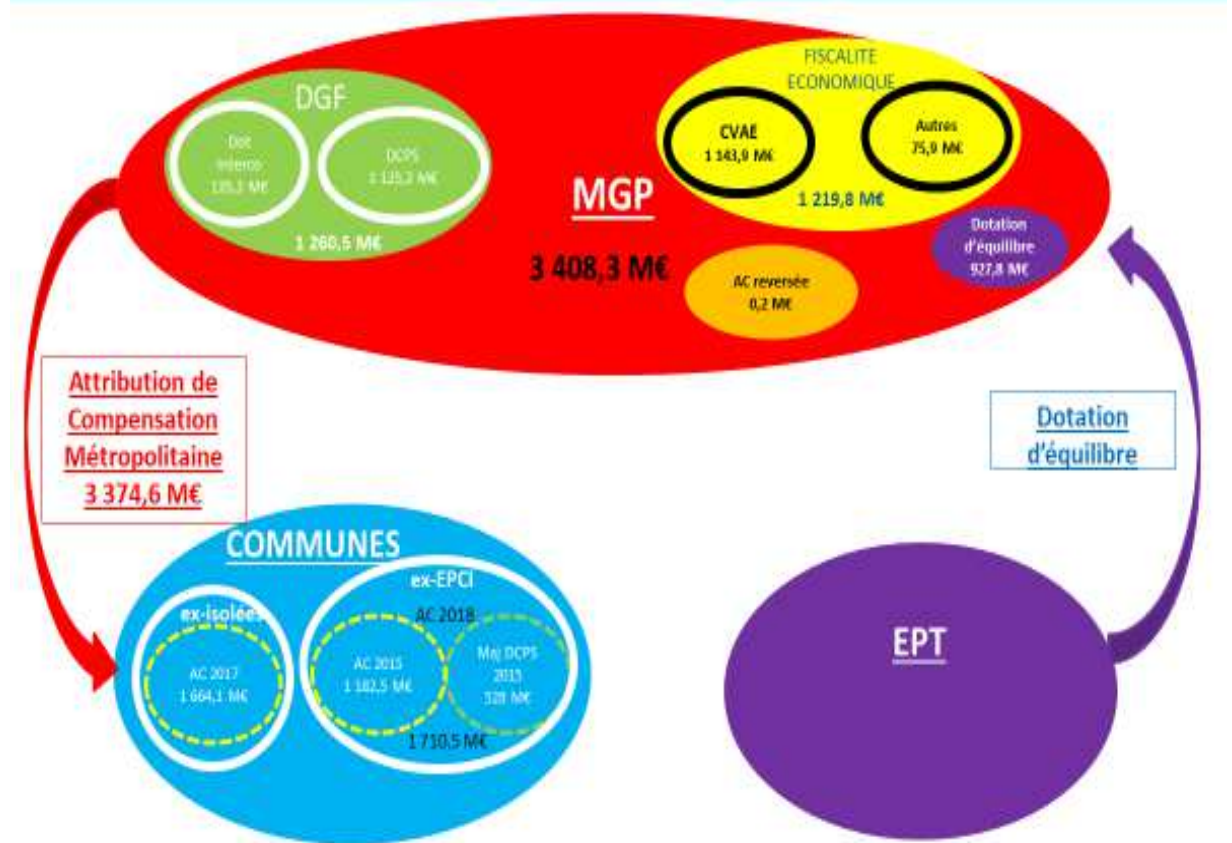 DGF
Dot
Interco
DCPS
1 125,2 M€
1 260,5 M€
FISCALITE
ECONOMIQUE
CVAE
1 143,9 M€
Autres
75,9 M€
1 219,8 M€
MGP
3 408,3 M€
Dotation
d'équilibre
927,8 M€
AC reversée
0,2 M€
Attribution de
Compensation
Métropolitaine
3 374,6 M€
Dotation
d'équilibre
COMMUNES
ex-isolées
AC 2017
1 664,1 M€
ex-EPCI
AC 2018
AC 2015
1 182,5 M€
Maj DCPS
2015
528 M€
1 710,5 M€
EPT